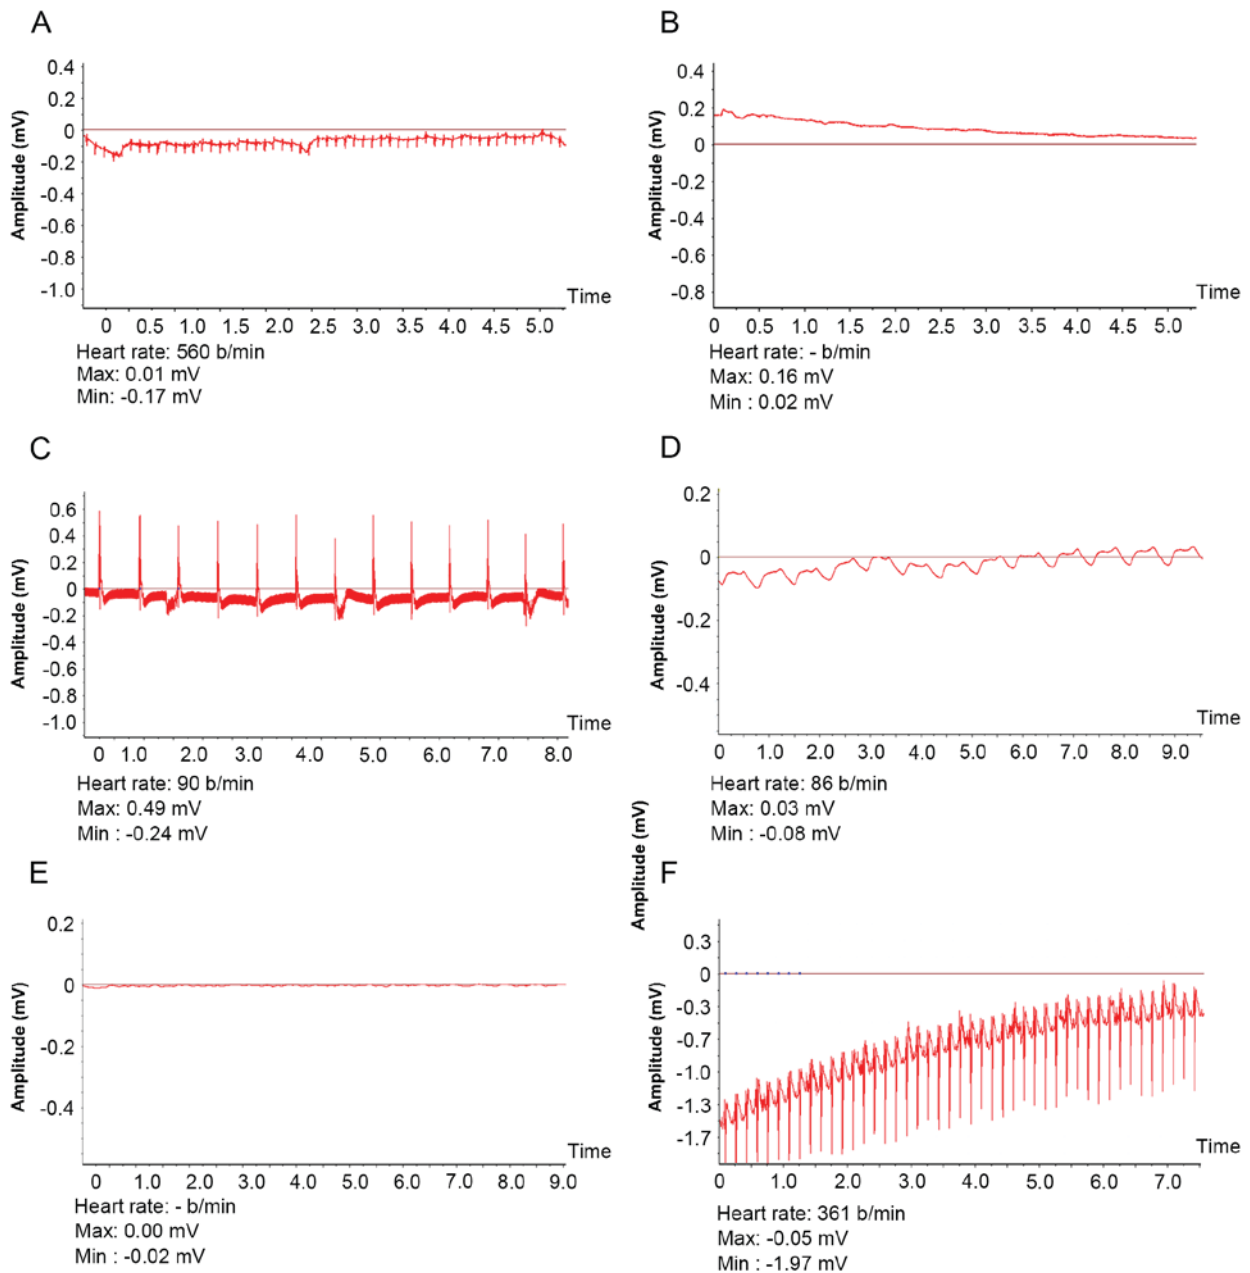 A
Amplitude (mV)
0.4
0.2
0
-0.2
-0.4
-0.6
-0.8
-1.0
Time
0 0.5 1.0 1.5 2.0 2.5 3.0 3.5 4.0 4.5 5.0
Heart rate: 560 b/min
Max: 0.01 mV
Min: -0.17 mV
B
Amplitude (mV)
0.4
0.2
0
-0.2
-0.4
-0.6
-0.8
Time
0 0.5 1.0 1.5 2.0 2.5 3.0 3.5 4.0 4.5 5.0
Heart rate: - b/min
Max: 0.16 mV
Min : 0.02 mV
C
Amplitude (mV)
0.6
0.4
0.2
0
-0.2
-0.4
-0.6
-0.8
-1.0
Time
0 1.0 2.0 3.0 4.0 5.0 6.0 7.0 8.0
Heart rate: 90 b/min
Max: 0.49 mV
Min : -0.24 mV
D
Amplitude (mV)
0.2
0
-0.2
-0.4
Time
0 1.0 2.0 3.0 4.0 5.0 6.0 7.0 8.0 9.0
Heart rate: 86 b/min
Max: 0.03 mV
Min : -0.08 mV
E
Amplitude (mV)
0.2
0
-0.2
-0.4
Time
0 1.0 2.0 3.0 4.0 5.0 6.0 7.0 8.0 9.0
Heart rate: - b/min
Max: 0.00 mV
Min : -0.02 mV
Amplitude (mV)
F
Amplitude (mV)
0.3
0
-0.3
-0.7
-1.0
-1.3
-1.7
Time
0 1.0 2.0 3.0 4.0 5.0 6.0 7.0
Heart rate: 361 b/min
Max: -0.05 mV
Min : -1.97 mV